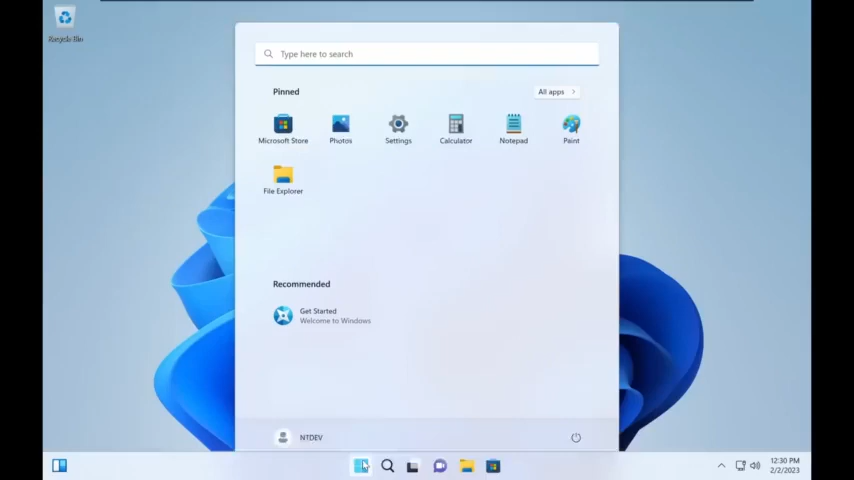 Recycle Bin
Type here to search
Pinned
All apps
Microsoft Store
Photos
Settings
Calculator
Notepad
Paint
File Explorer
Recommended
Get Started
Welcome to Windows
NTDEV
12:30 PM
2/2/2023